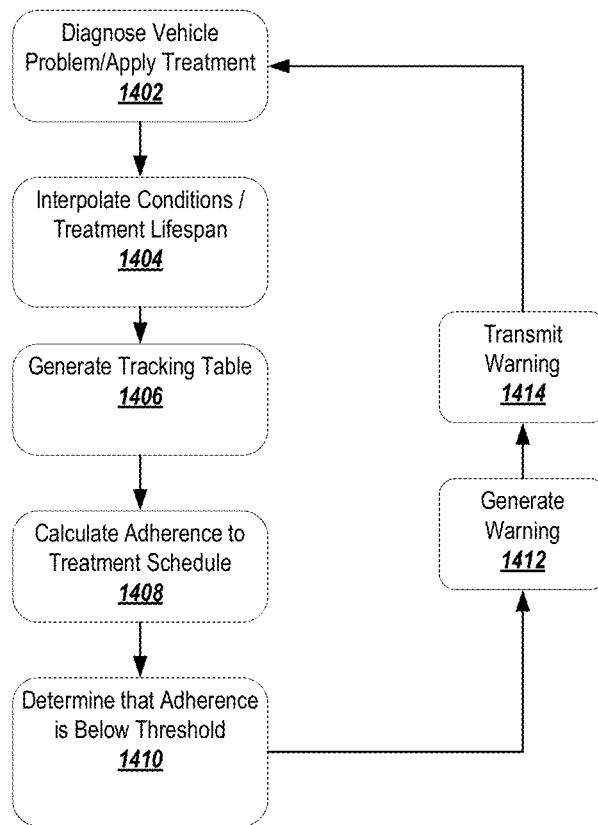 Diagnose Vehicle
Problem/Apply Treatment
1402
Interpolate Conditions /
Treatment Lifespan
1404
Generate Tracking Table
1406
Calculate Adherence to
Treatment Schedule
1408
Determine that Adherence
is Below Threshold
1410
Generate
Warning
1412
Transmit
Warning
1414